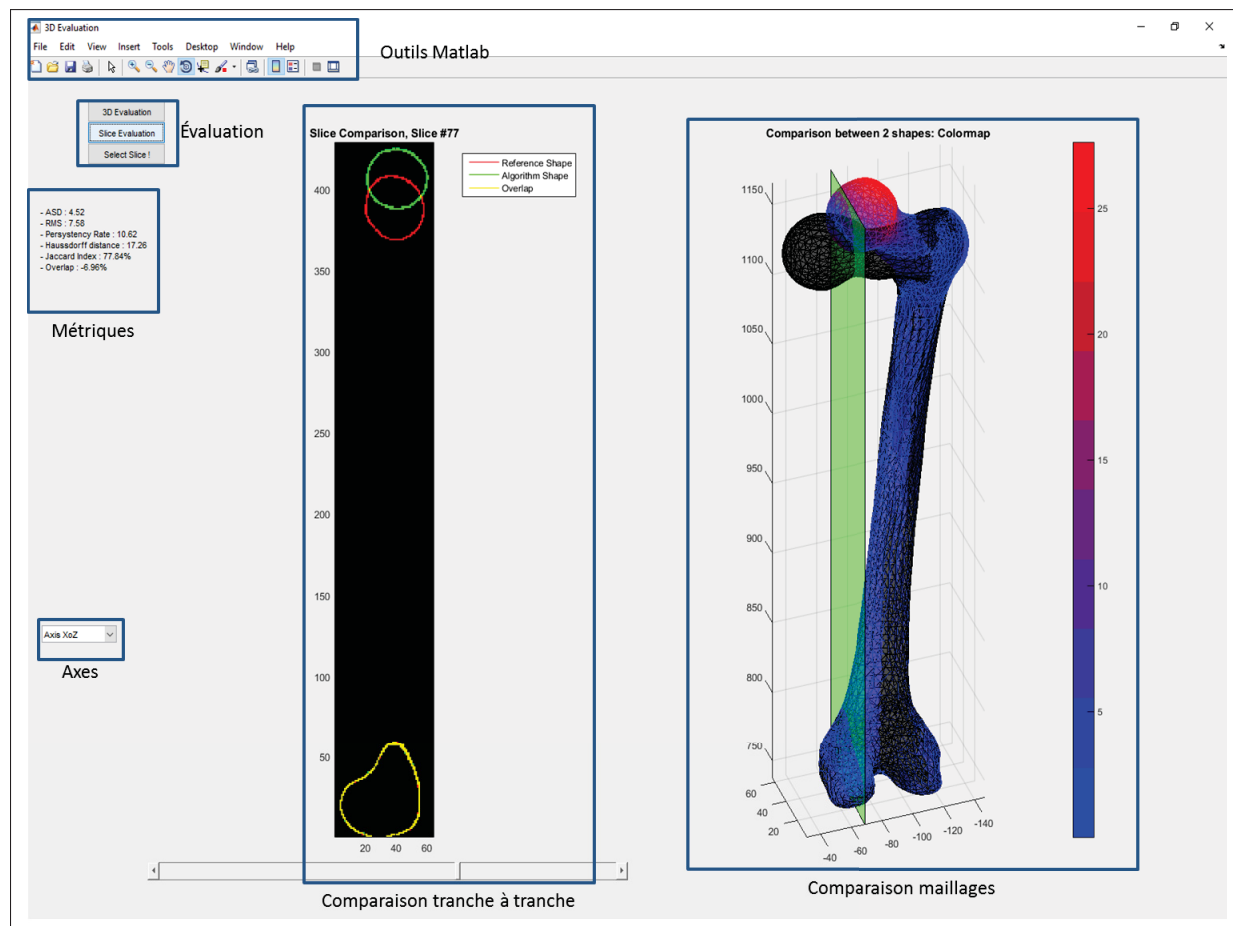 3D Evaluation
File Edit View Insert Tools Desktop Window Help
Outils Matlab
3D Evaluation
Slice Evaluation
Select Slice !
Évaluation
- ASD : 4.52
- RMS : 7.58
- Persystency Rate : 10.62
- Haussdorff distance : 17.26
- Jaccard Index : 77.84%
- Overlap : -6.96%
Métriques
Axis XoZ
Axes
Slice Comparison, Slice #77
Reference Shape
Algorithm Shape
Overlap
400
350
300
250
200
150
100
50
20 40 60
Comparaison tranche à tranche
Comparison between 2 shapes: Colormap
1150
1100
1050
1000
950
900
850
800
750
60
40
20
-40
-60
-80
-100
-120
-140
25
20
15
10
5
Comparaison maillages